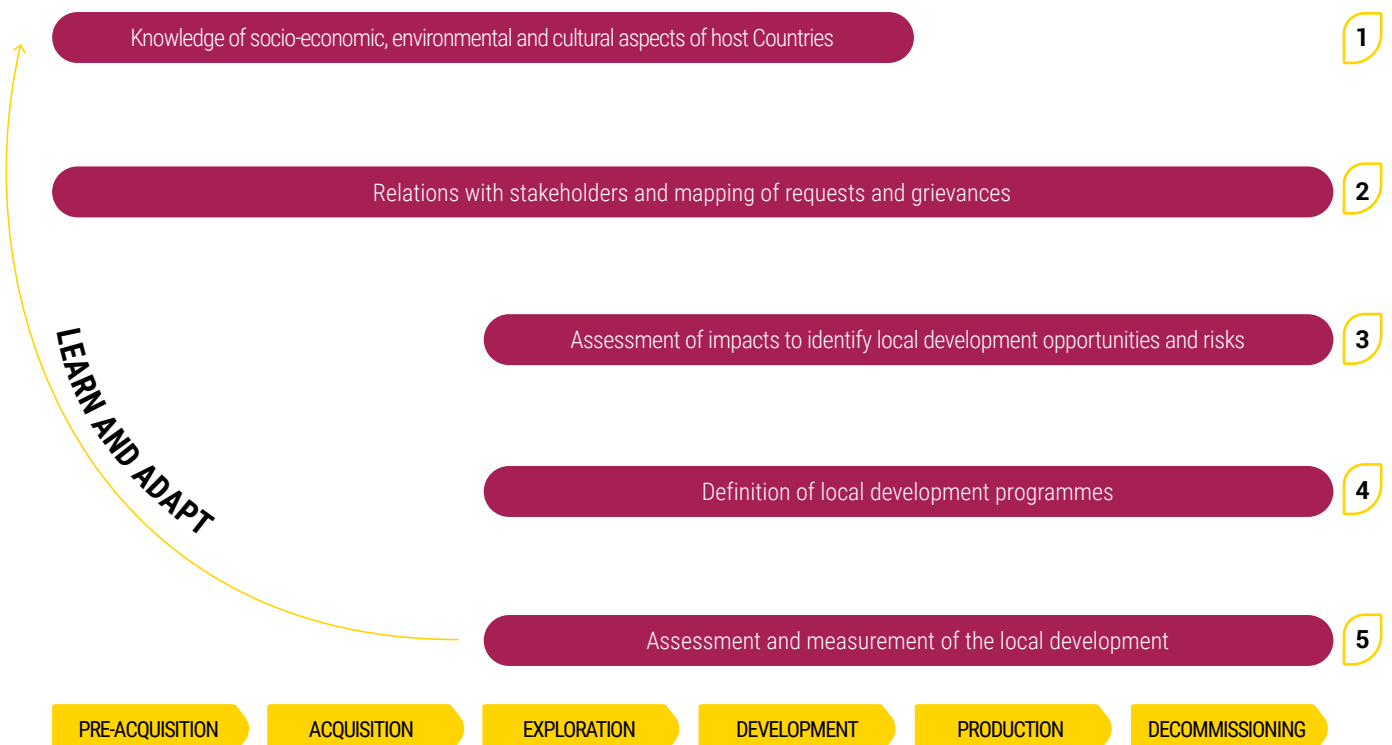 Knowledge of socio-economic, environmental and cultural aspects of host Countries
1
Relations with stakeholders and mapping of requests and grievances
2
Assessment of impacts to identify local development opportunities and risks
3
LEARN AND ADAPT
Definition of local development programmes
4
Assessment and measurement of the local development
5
PRE-ACQUISITION
ACQUISITION
EXPLORATION
DEVELOPMENT
PRODUCTION
DECOMMISSIONING